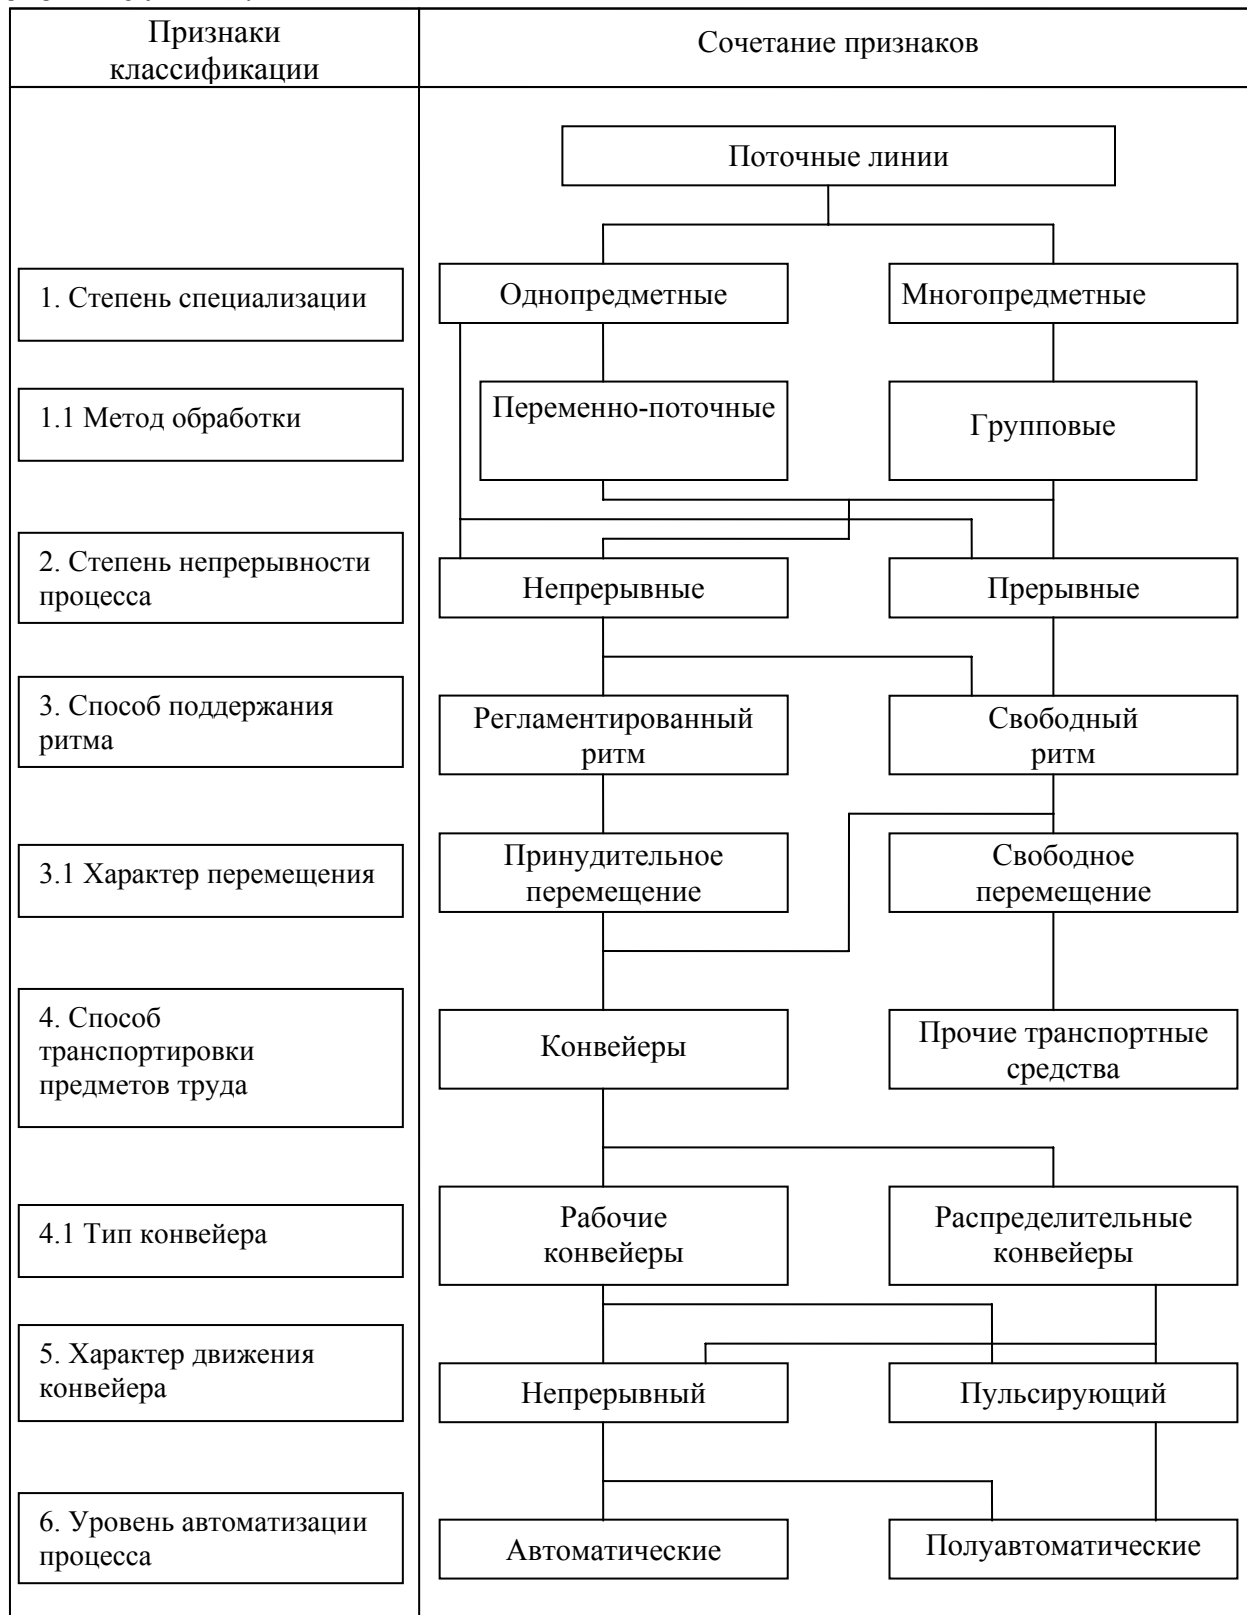 Признаки
классификации
Сочетание признаков
Поточные линии
1. Степень специализации
Однопредметные
Многопредметные
1.1 Метод обработки
Переменно-поточные
Групповые
2. Степень непрерывности
процесса
Непрерывные
Прерывные
3. Способ поддержания
ритма
Регламентированный
ритм
Свободный
ритм
3.1 Характер перемещения
Принудительное
перемещение
Свободное
перемещение
4. Способ
транспортировки
предметов труда
Конвейеры
Прочие транспортные
средства
4.1 Тип конвейера
Рабочие
конвейеры
Распределительные
конвейеры
5. Характер движения
конвейера
Непрерывный
Пульсирующий
6. Уровень автоматизации
процесса
Автоматические
Полуавтоматические